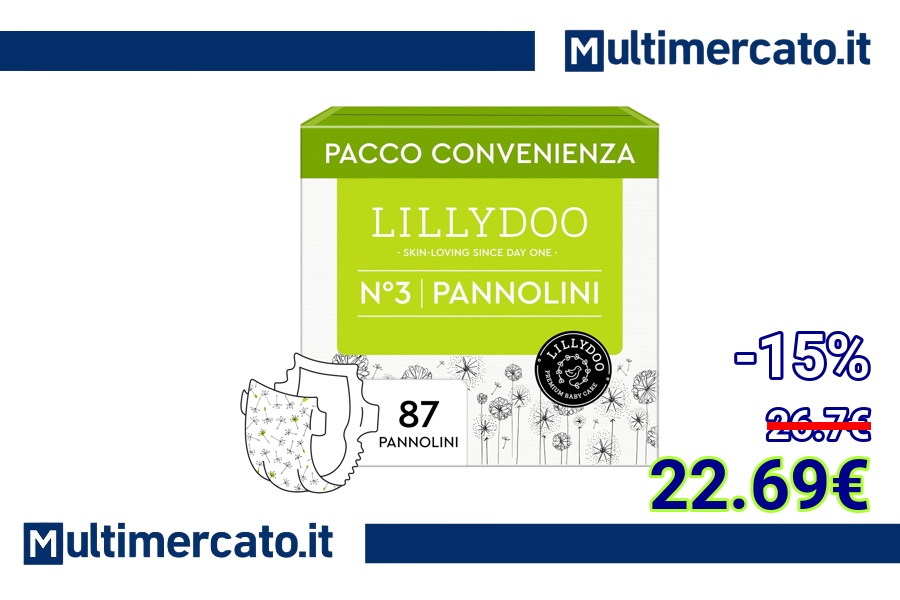 Multimercato.it
PACCO CONVENIENZA
LILLYDOO
· SKIN-LOVING SINCE DAY ONE ·
N°3 | PANNOLINI
LILLYDOO
PREMIUM BABY CARE
87
PANNOLINI
-15%
26.7€
22.69€
Multimercato.it